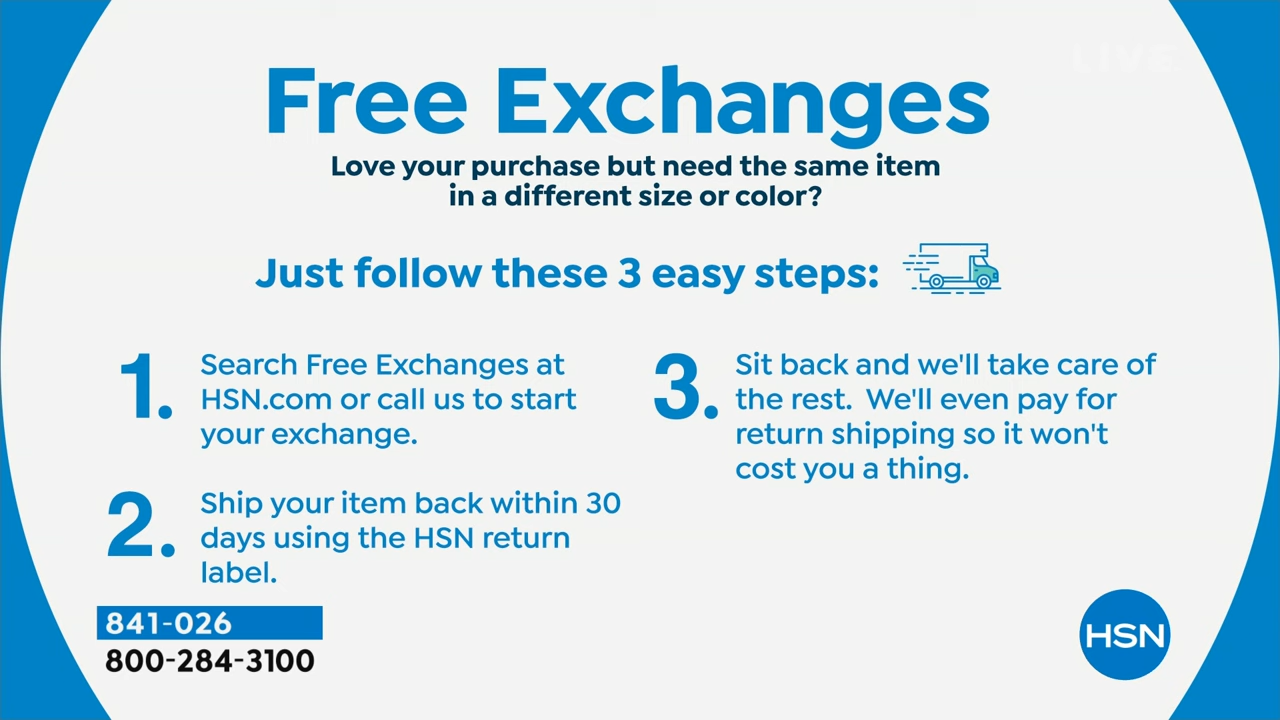 LIVE
Free Exchanges
Love your purchase but need the same item
in a different size or color?
Just follow these 3 easy steps:
1. Search Free Exchanges at
HSN.com or call us to start
your exchange.
2. Ship your item back within 30
days using the HSN return
label.
3. Sit back and we'll take care of
the rest. We'll even pay for
return shipping so it won't
cost you a thing.
841-026
800-284-3100
HSN